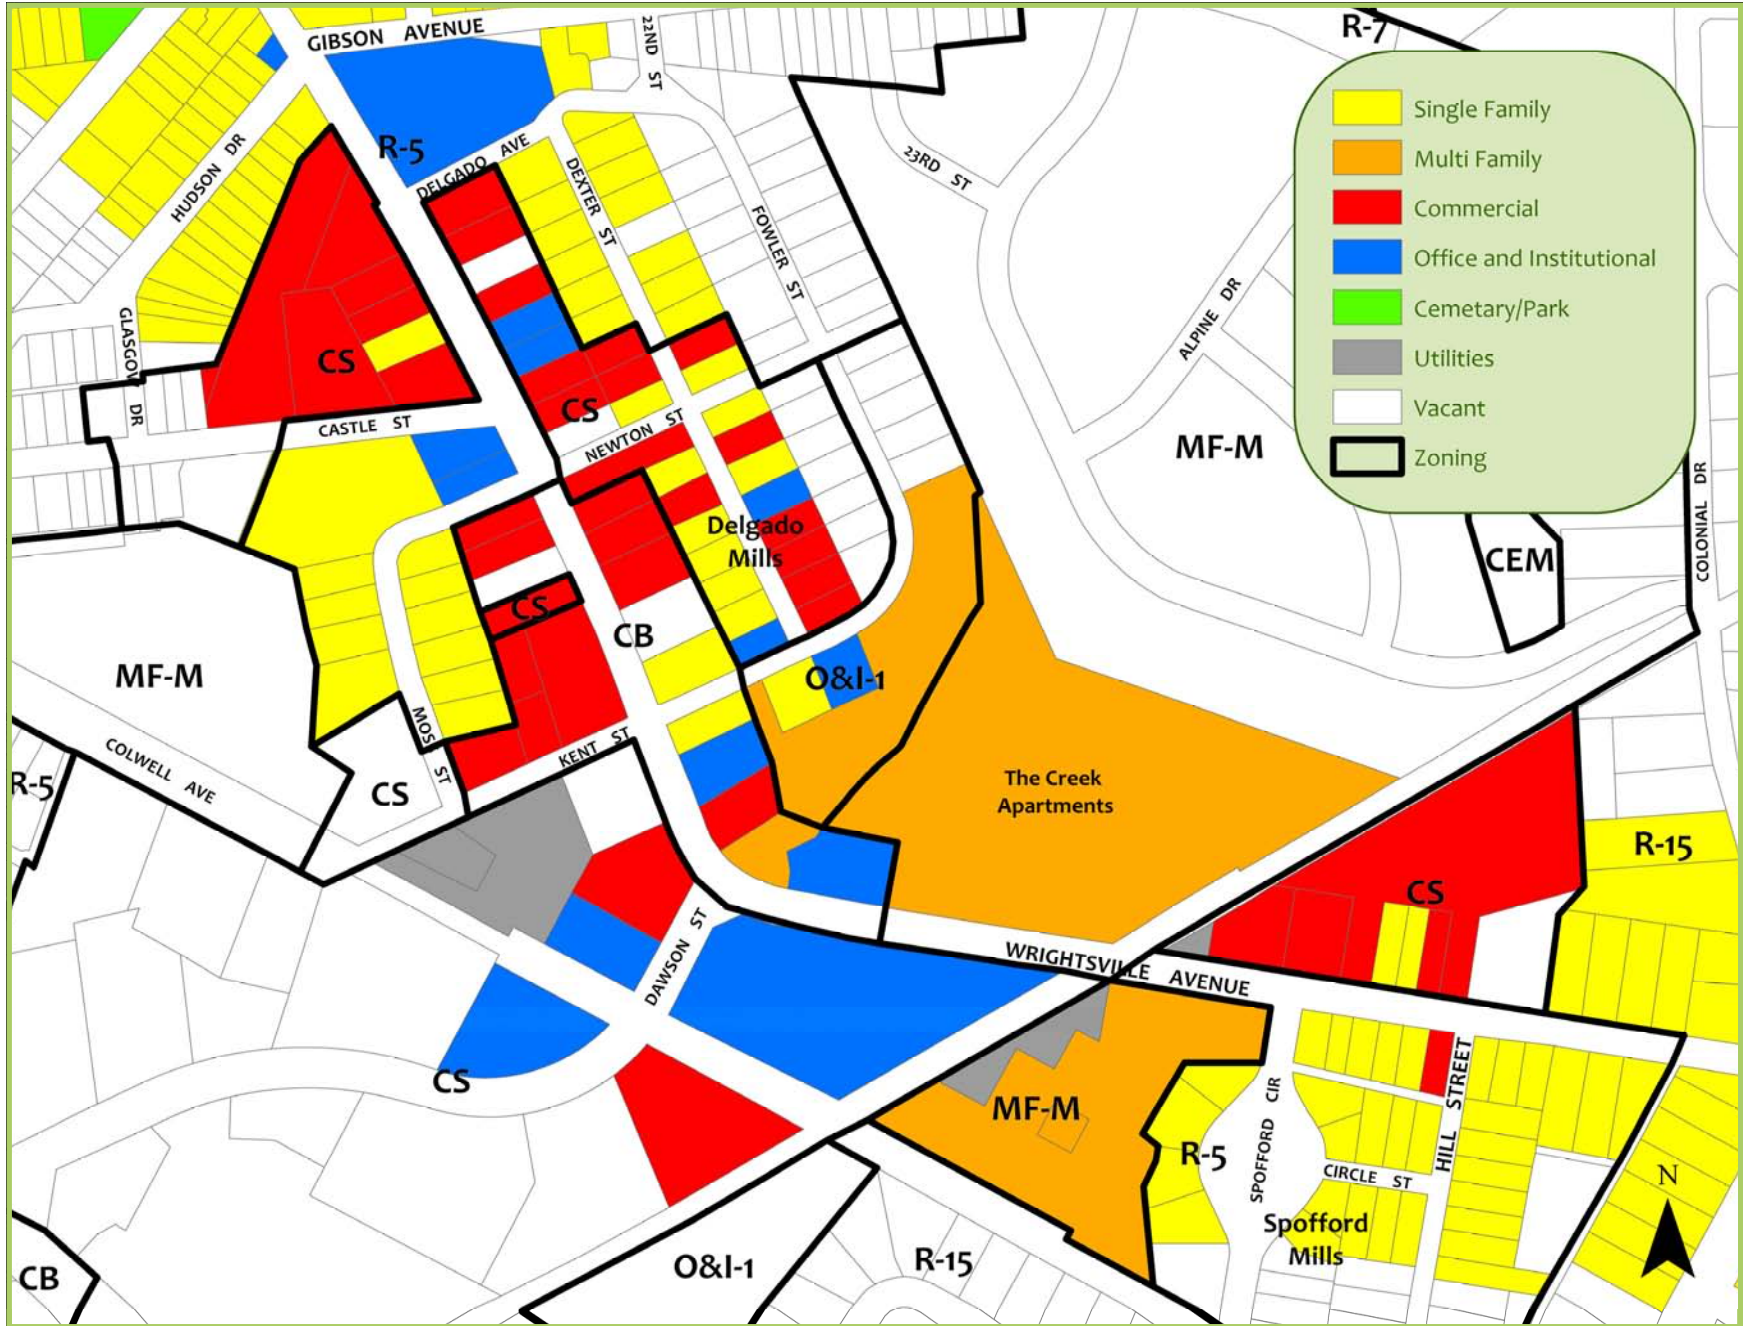 GIBSON AVENUE
22ND ST
R-7
Single Family
Multi Family
Commercial
Office and Institutional
Cemetary/Park
Utilities
Vacant
Zoning
R-5
HUDSON DR
DELGADO AVE
DEXTER ST
23RD ST
FOWLER ST
ALPINE DR
GLASGOW DR
CS
CS
CASTLE ST
NEWTON ST
MF-M
COLONIAL DR
Delgado
Mills
CEM
CS
CB
MF-M
O&I-1
MOS ST
COLWELL AVE
KENT ST
R-5
CS
The Creek
Apartments
R-15
CS
DAWSON ST
WRIGHTSVILLE AVENUE
CS
MF-M
HILL STREET
SPOFFORD CIR
R-5
CIRCLE ST
N
Spofford
Mills
O&I-1
R-15
CB